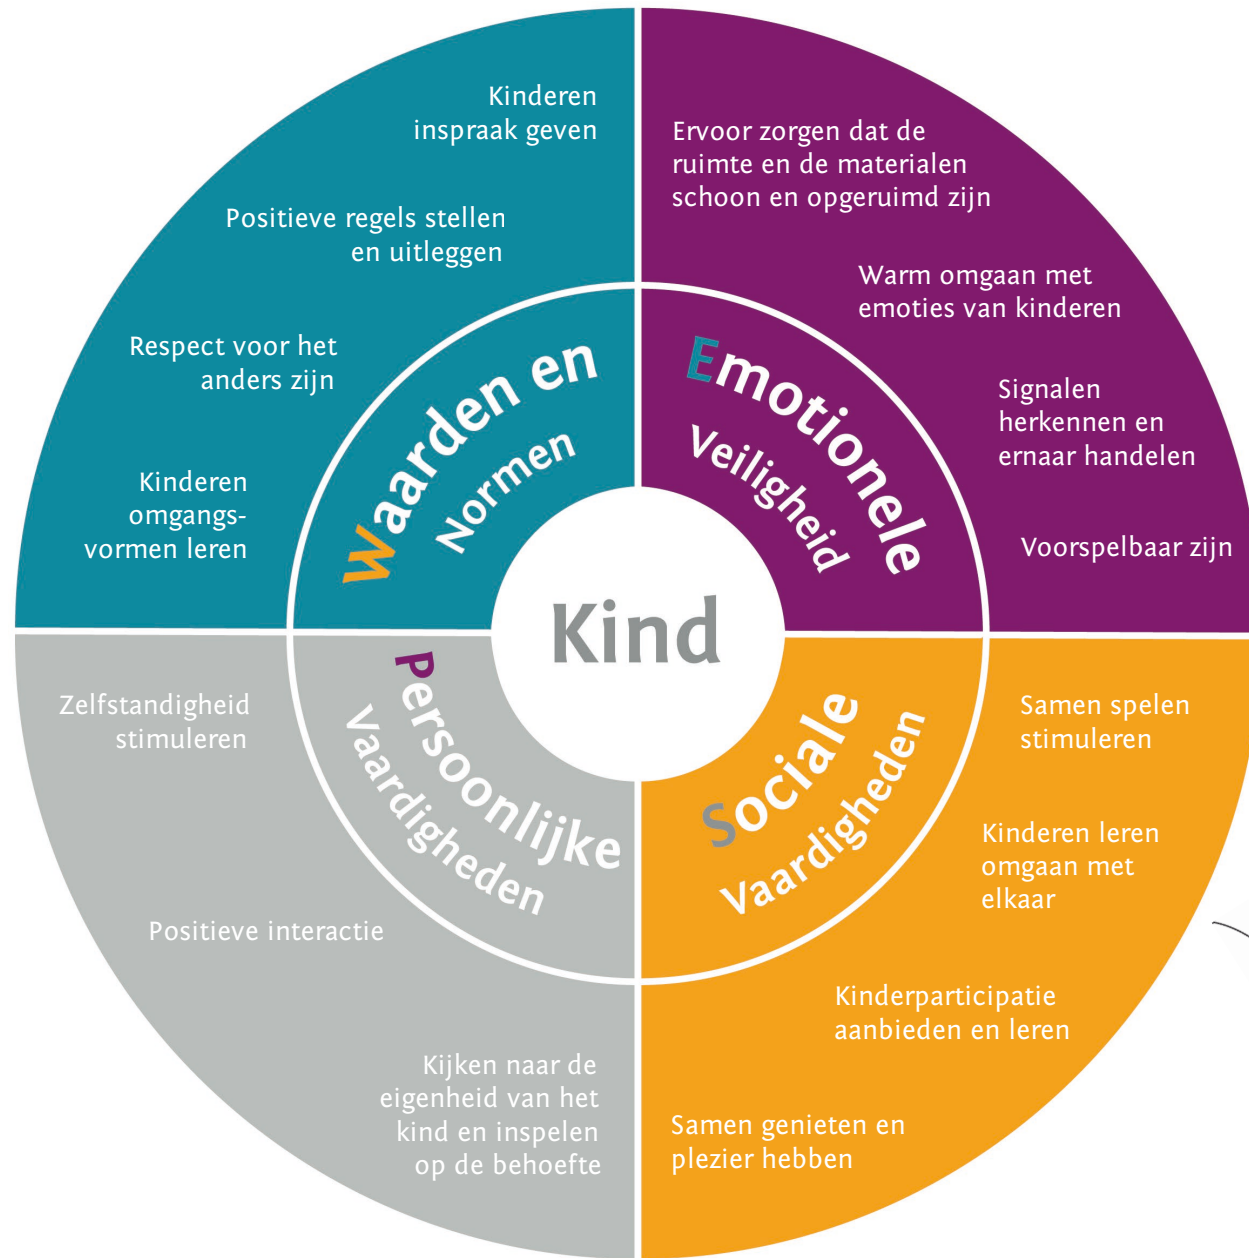 Kinderen
inspraak geven
Positieve regels stellen
en uitleggen
Respect voor het
anders zijn
Kinderen
omgangs-
vormen leren
Waarden en
Normen
Ervoor zorgen dat de
ruimte en de materialen
schoon en opgeruimd zijn
Warm omgaan met
emoties van kinderen
Signalen
herkennen en
ernaar handelen
Voorspelbaar zijn
Emotionele
Veiligheid
Kind
Zelfstandigheid
stimuleren
Positieve interactie
Kijken naar de
eigenheid van het
kind en inspelen
op de behoefte
Persoonlijke
Vaardigheden
Sociale
Vaardigheden
Samen spelen
stimuleren
Kinderen leren
omgaan met
elkaar
Kinderparticipatie
aanbieden en leren
Samen genieten en
plezier hebben